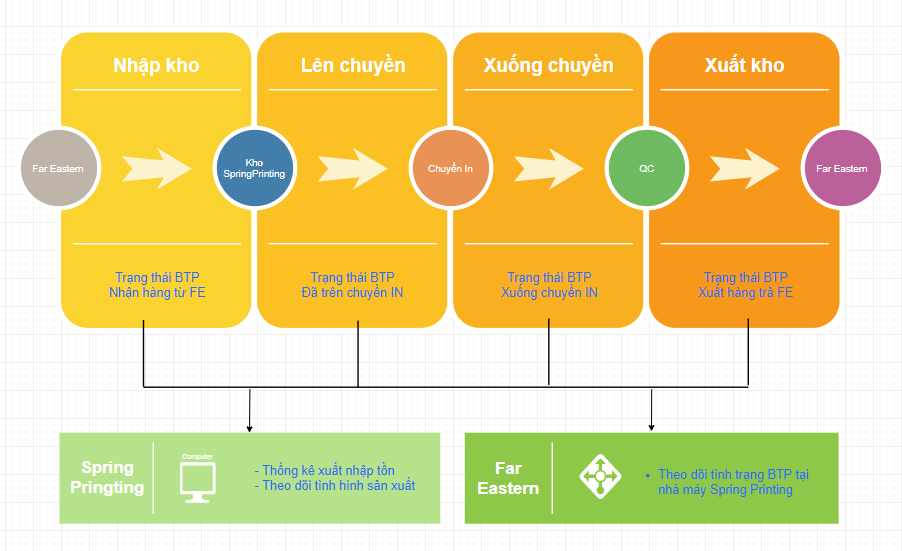 Nhập kho
Lên chuyền
Xuống chuyền
Xuất kho
Far Eastern
Kho
SpringPrinting
Chuyền In
QC
Far Eastern
Trạng thái BTP
Nhận hàng từ FE
Trạng thái BTP
Đã trên chuyền IN
Trạng thái BTP
Xuống chuyền IN
Trạng thái BTP
Xuất hàng trả FE
Spring
Pringting
Computer
- Thống kê xuất nhập tồn
- Theo dõi tình hình sản xuất
Far
Eastern
• Theo dõi tình trạng BTP tại
nhà máy Spring Printing